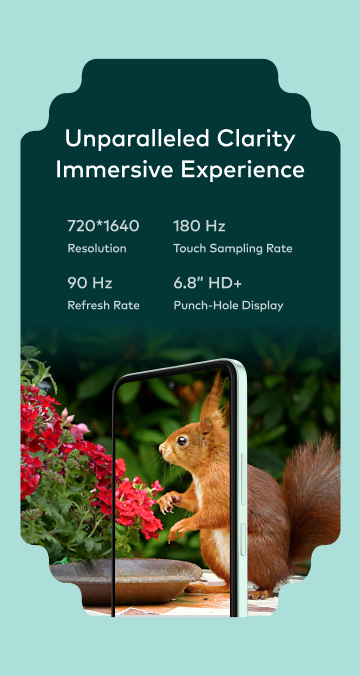 Unparalleled Clarity
Immersive Experience
720*1640
Resolution
180 Hz
Touch Sampling Rate
90 Hz
Refresh Rate
6.8” HD+
Punch-Hole Display